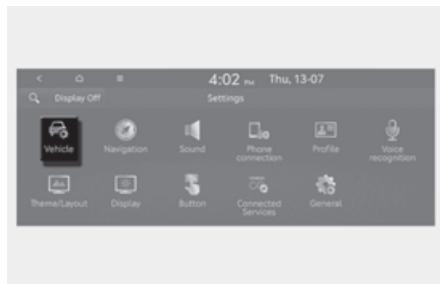 4:02 PM Thu, 13-07
Display Off
Settings
Vehicle
Navigation
Sound
Phone
connection
Profile
Voice
recognition
Theme/Layout
Display
Button
Connected
Services
General